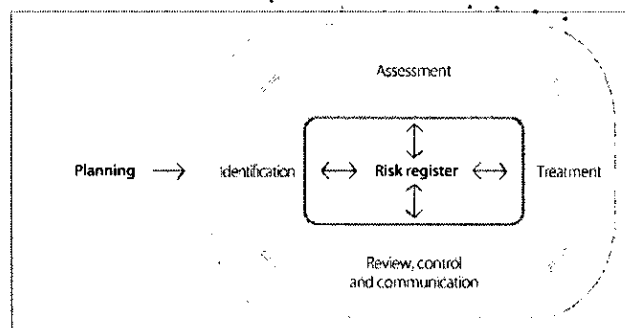 Assessment
Planning
Identification
Risk register
Treatment
Review, control
and communication